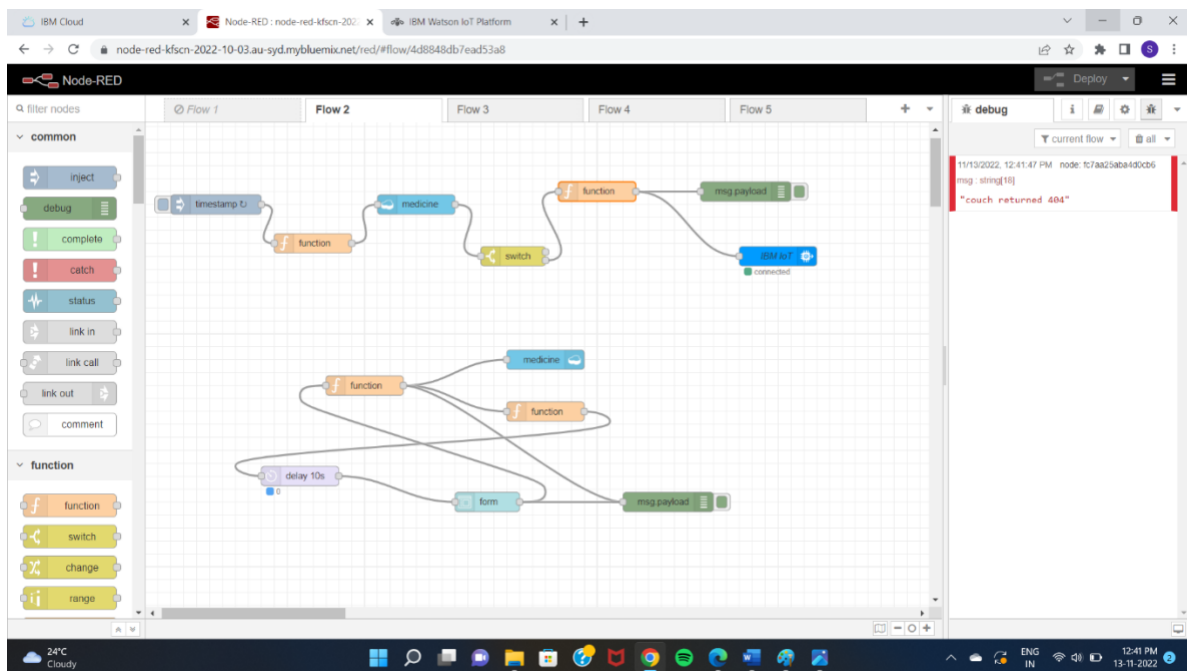 IBM Cloud
Node-RED : node-red-kfscn-202
IBM Watson IoT Platform
node-red-kfscn-2022-10-03.au-syd.mybluemix.net/red/#flow/4d8848db7ead53a8
S
Node-RED
Deploy
filter nodes
Flow 1
Flow 2
Flow 3
Flow 4
Flow 5
debug
i
common
current flow
all
inject
debug
complete
catch
status
link in
link call
link out
comment
function
function
switch
change
range
timestamp ↻
function
medicine
switch
function
msg.payload
IBM IoT
connected
medicine
function
function
delay 10s
0
form
msg.payload
11/13/2022, 12:41:47 PM node: fc7aa25aba4d0cb6
msg : string[18]
"couch returned 404"
24°C
Cloudy
ENG
IN
12:41 PM
13-11-2022
2